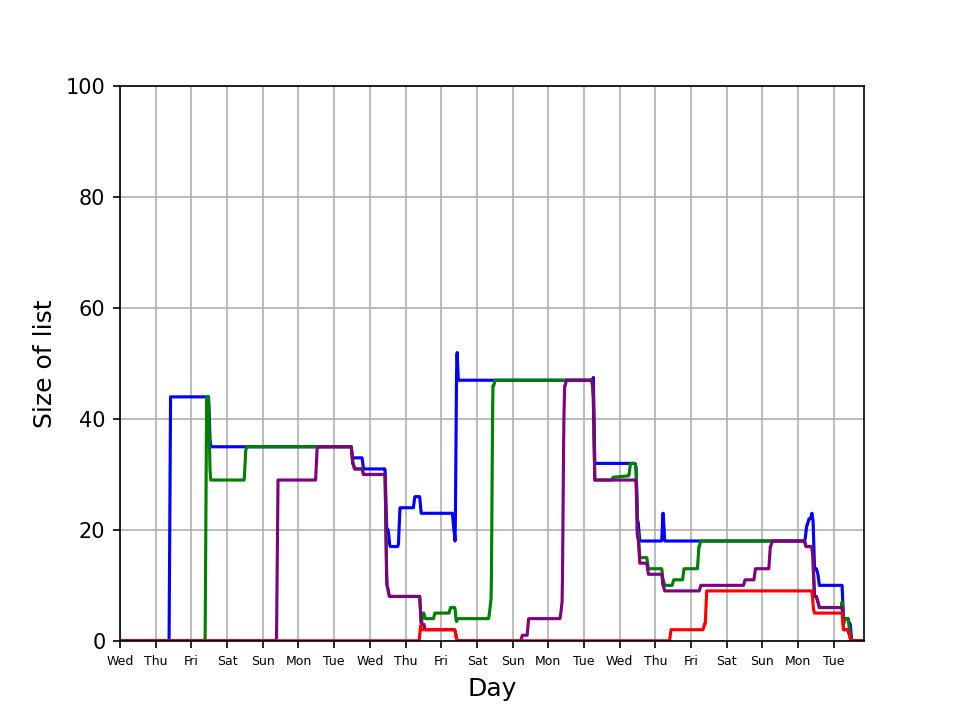 100
80
60
40
20
0
Size of list
Wed Thu Fri Sat Sun Mon Tue Wed Thu Fri Sat Sun Mon Tue Wed Thu Fri Sat Sun Mon Tue
Day